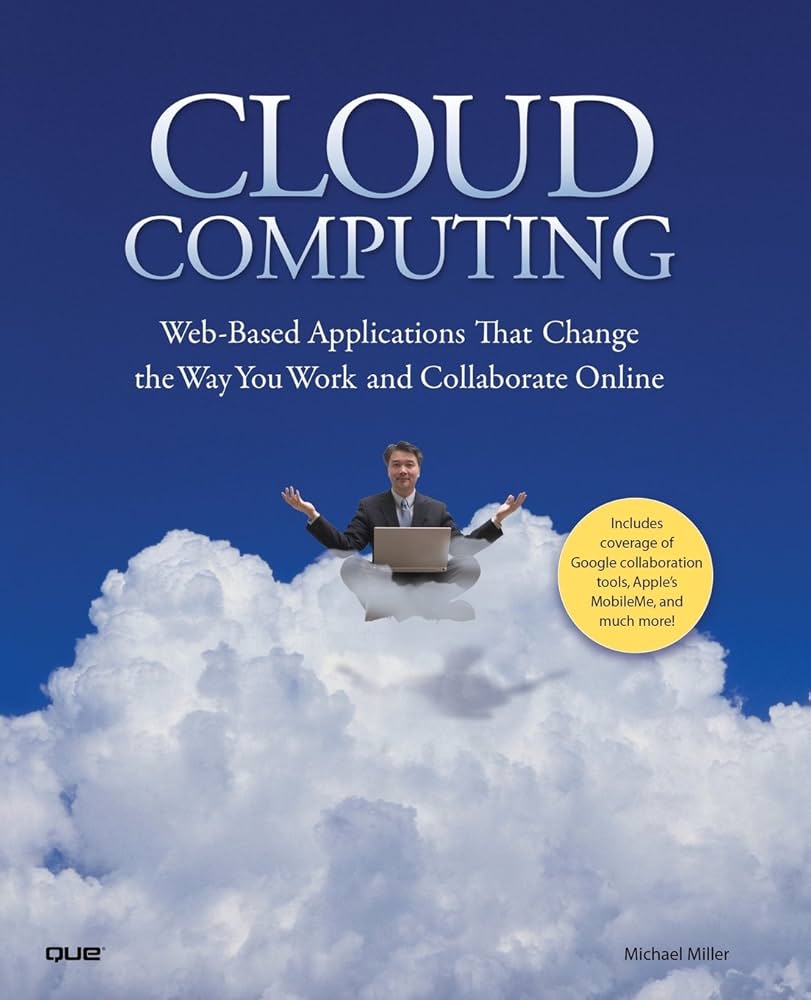 CLOUD
COMPUTING
Web-Based Applications That Change
the Way You Work and Collaborate Online
Includes
coverage of
Google collaboration
tools, Apple's
MobileMe, and
much more!
QUE®
Michael Miller